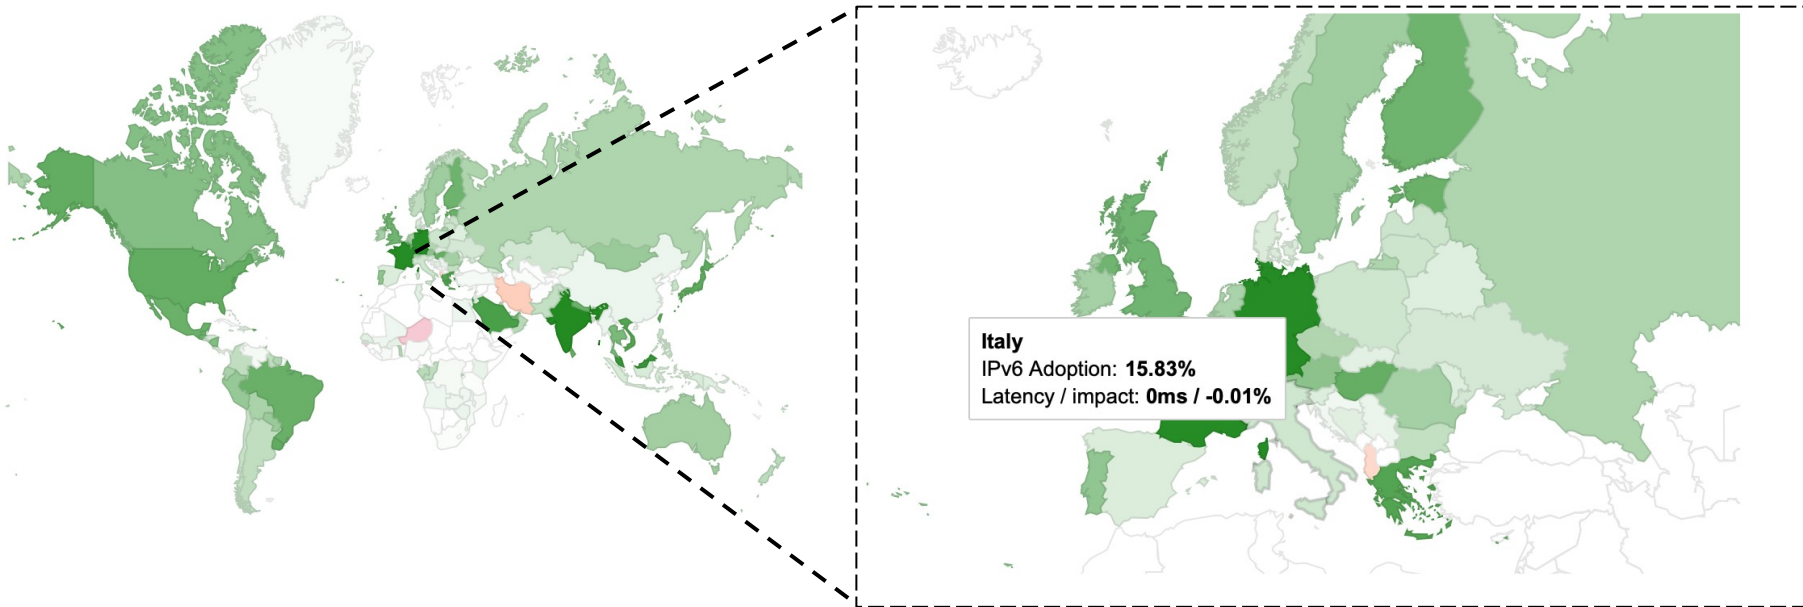 Italy
IPv6 Adoption: 15.83%
Latency / impact: 0ms / -0.01%